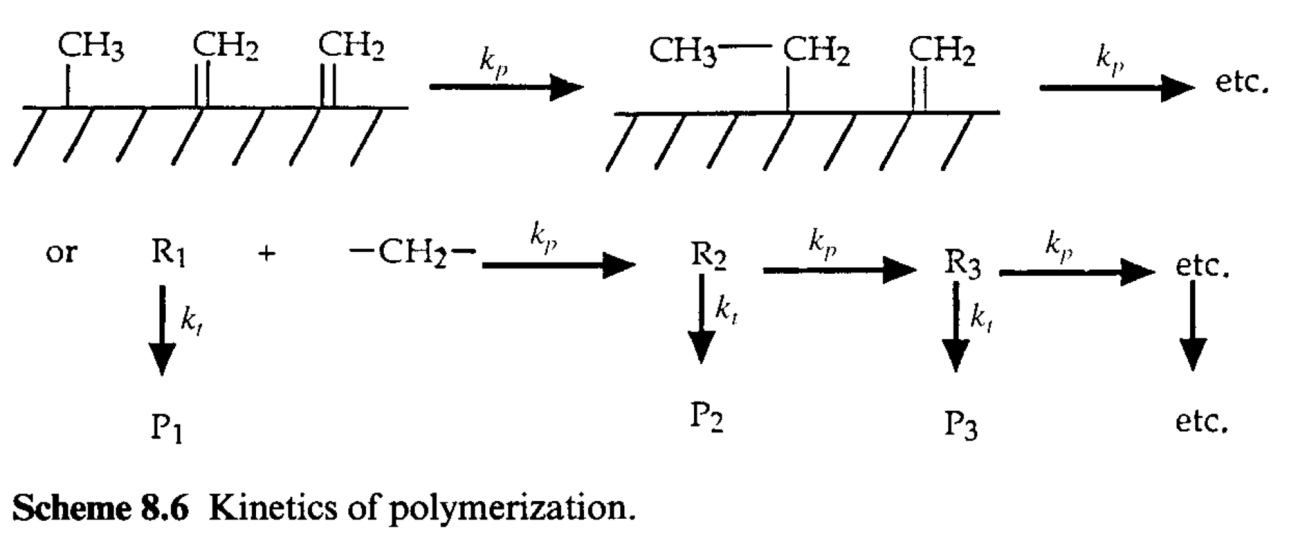 CH3 CH2 CH2 kp CH3— CH2 CH2 kp etc.
or R1 + —CH2— kp R2 kp R3 kp etc.
kt kt kt
P1 P2 P3 etc.
Scheme 8.6 Kinetics of polymerization.